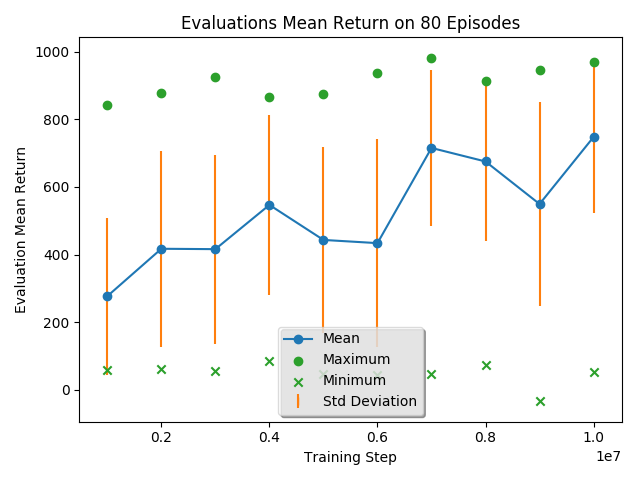 Evaluations Mean Return on 80 Episodes
1000
800
600
400
200
0
Evaluation Mean Return
Mean
Maximum
Minimum
Std Deviation
0.2 0.4 0.6 0.8 1.0
1e7
Training Step